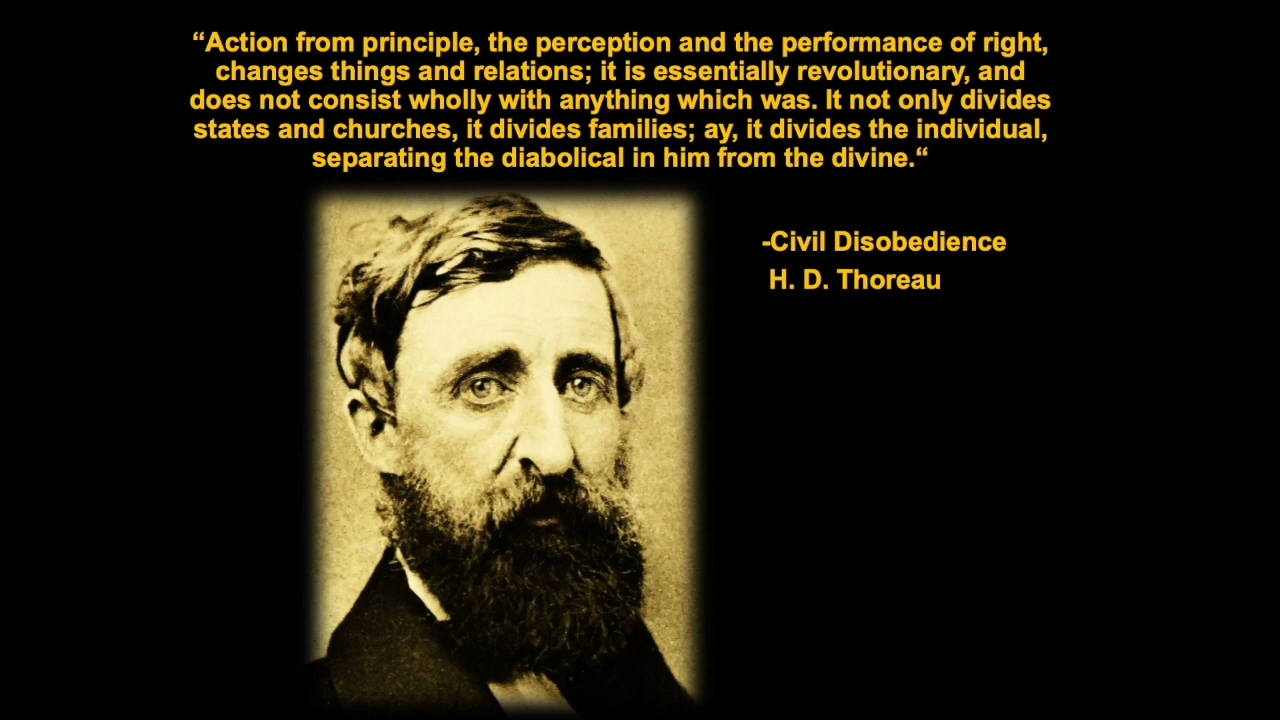 “Action from principle, the perception and the performance of right,
changes things and relations; it is essentially revolutionary, and
does not consist wholly with anything which was. It not only divides
states and churches, it divides families; ay, it divides the individual,
separating the diabolical in him from the divine.“
-Civil Disobedience
H. D. Thoreau